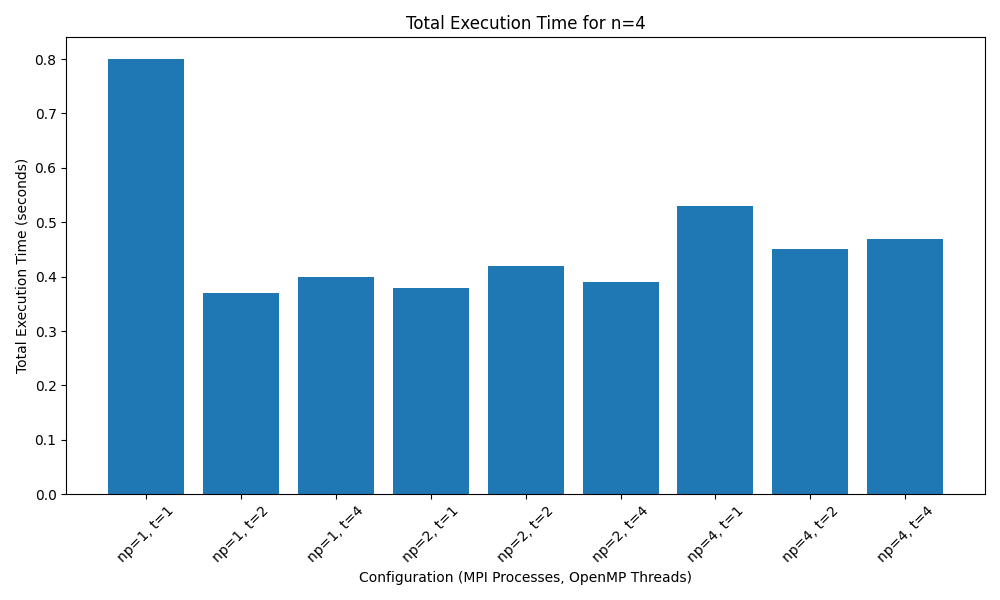 Total Execution Time for n=4
Total Execution Time (seconds)
0.8
0.7
0.6
0.5
0.4
0.3
0.2
0.1
0.0
np=1, t=1
np=1, t=2
np=1, t=4
np=2, t=1
np=2, t=2
np=2, t=4
np=4, t=1
np=4, t=2
np=4, t=4
Configuration (MPI Processes, OpenMP Threads)